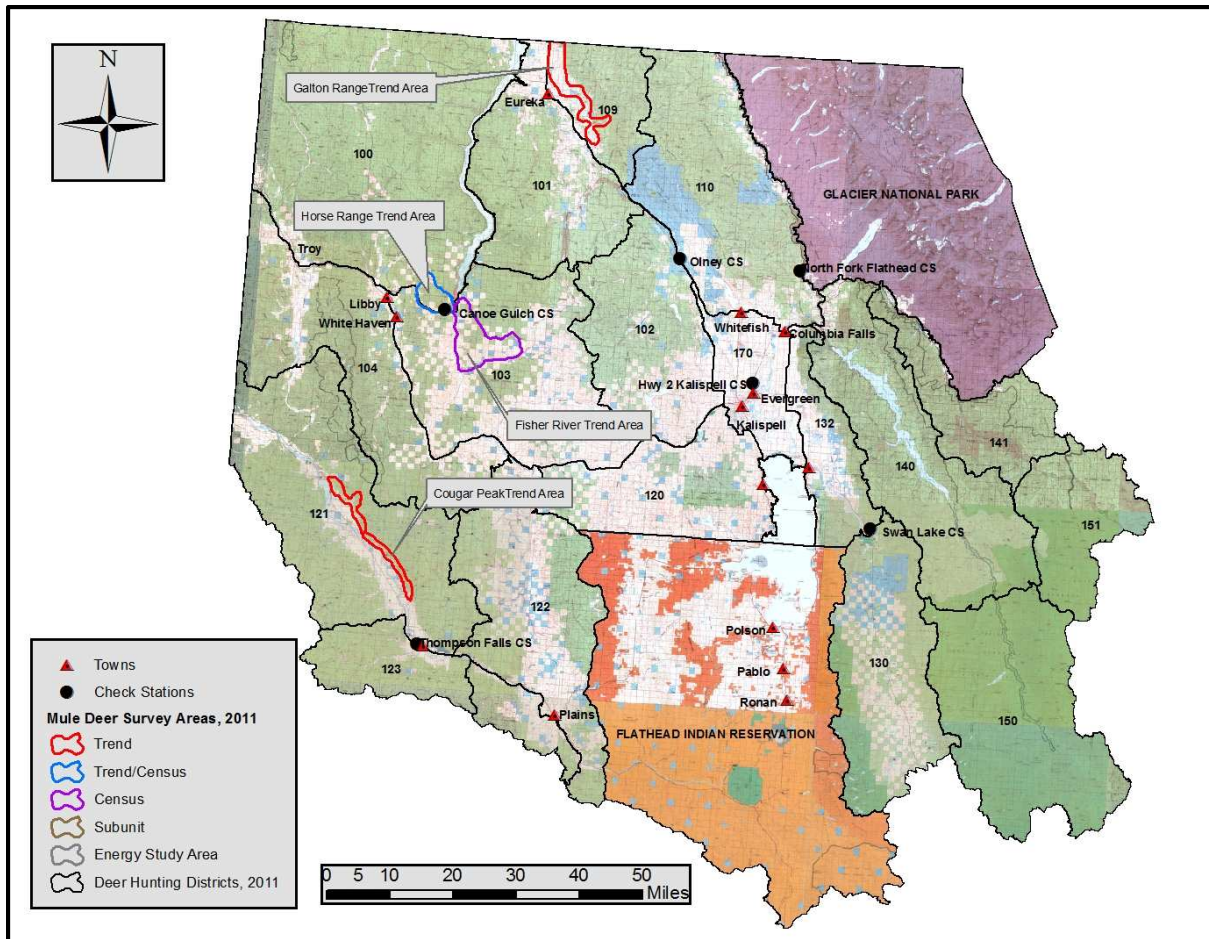 N
Galton RangeTrend Area
Eureka
109
100
101
110
GLACIER NATIONAL PARK
Horse Range Trend Area
Troy
Olney CS
North Fork Flathead CS
Libby
Canoe Gulch CS
White Haven
Whitefish
Columbia Falls
102
170
103
104
Hwy 2 Kalispell CS
Evergreen
Kalispell
Fisher River Trend Area
132
141
140
120
Cougar PeakTrend Area
121
151
Swan Lake CS
122
Polson
Thompson Falls CS
123
130
Pablo
Ronan
Plains
150
FLATHEAD INDIAN RESERVATION
Towns
Check Stations
Mule Deer Survey Areas, 2011
Trend
Trend/Census
Census
Subunit
Energy Study Area
Deer Hunting Districts, 2011
0 5 10 20 30 40 50
Miles